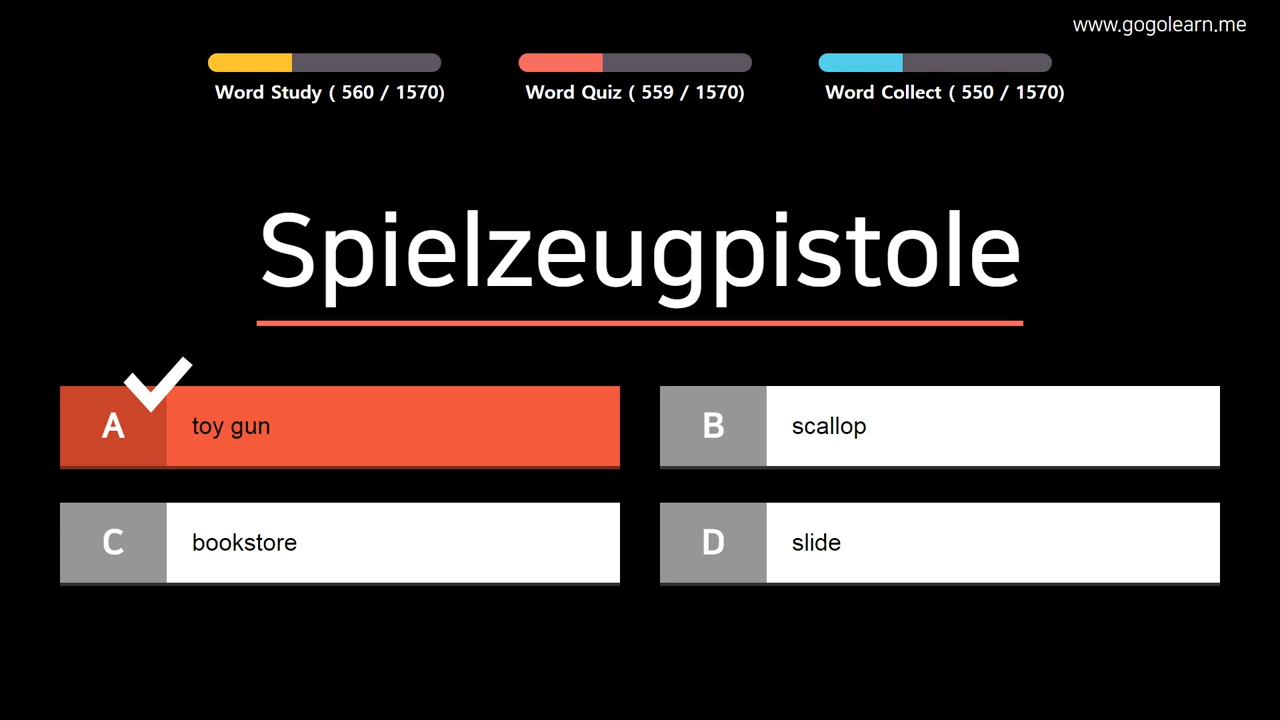 www.gogolearn.me
Word Study ( 560 / 1570)
Word Quiz ( 559 / 1570)
Word Collect ( 550 / 1570)
Spielzeugpistole
A toy gun
B scallop
C bookstore
D slide